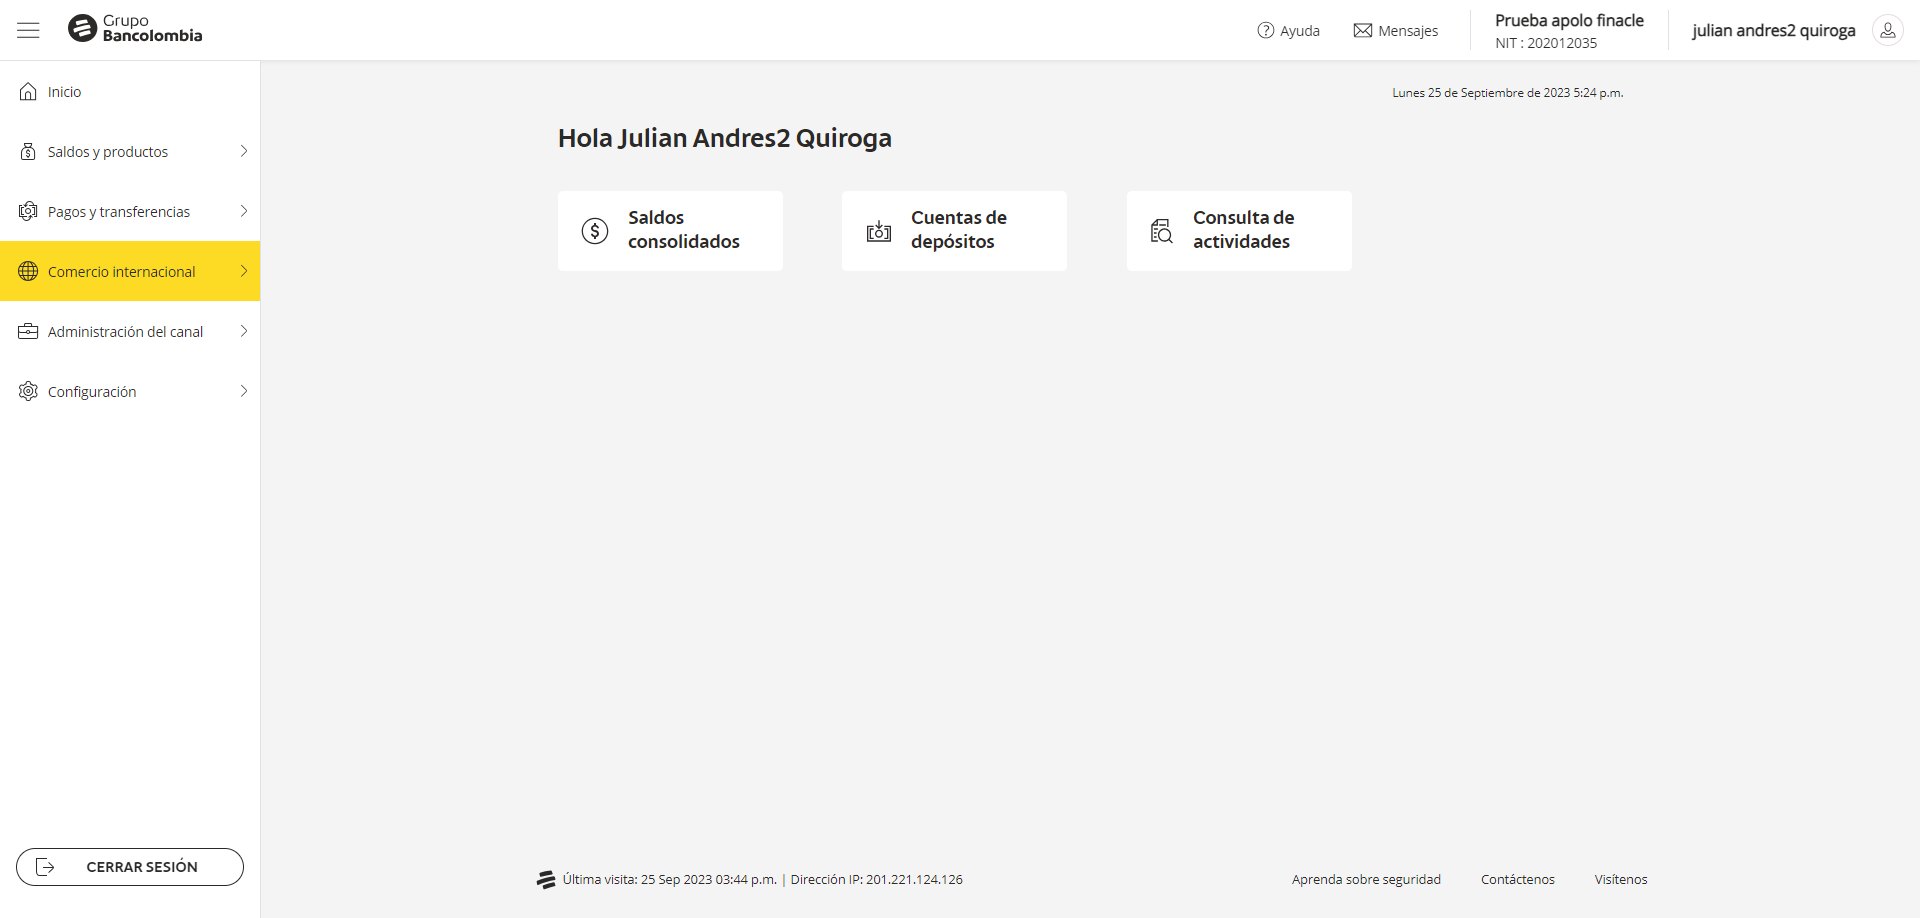 Grupo
Bancolombia
Ayuda
Mensajes
Prueba apolo finacle
NIT : 202012035
julian andres2 quiroga
Inicio
Saldos y productos
Pagos y transferencias
Comercio internacional
Administración del canal
Configuración
CERRAR SESIÓN
Lunes 25 de Septiembre de 2023 5:24 p.m.
Hola Julian Andres2 Quiroga
Saldos
consolidados
Cuentas de
depósitos
Consulta de
actividades
Última visita: 25 Sep 2023 03:44 p.m. | Dirección IP: 201.221.124.126
Aprenda sobre seguridad
Contáctenos
Visítenos